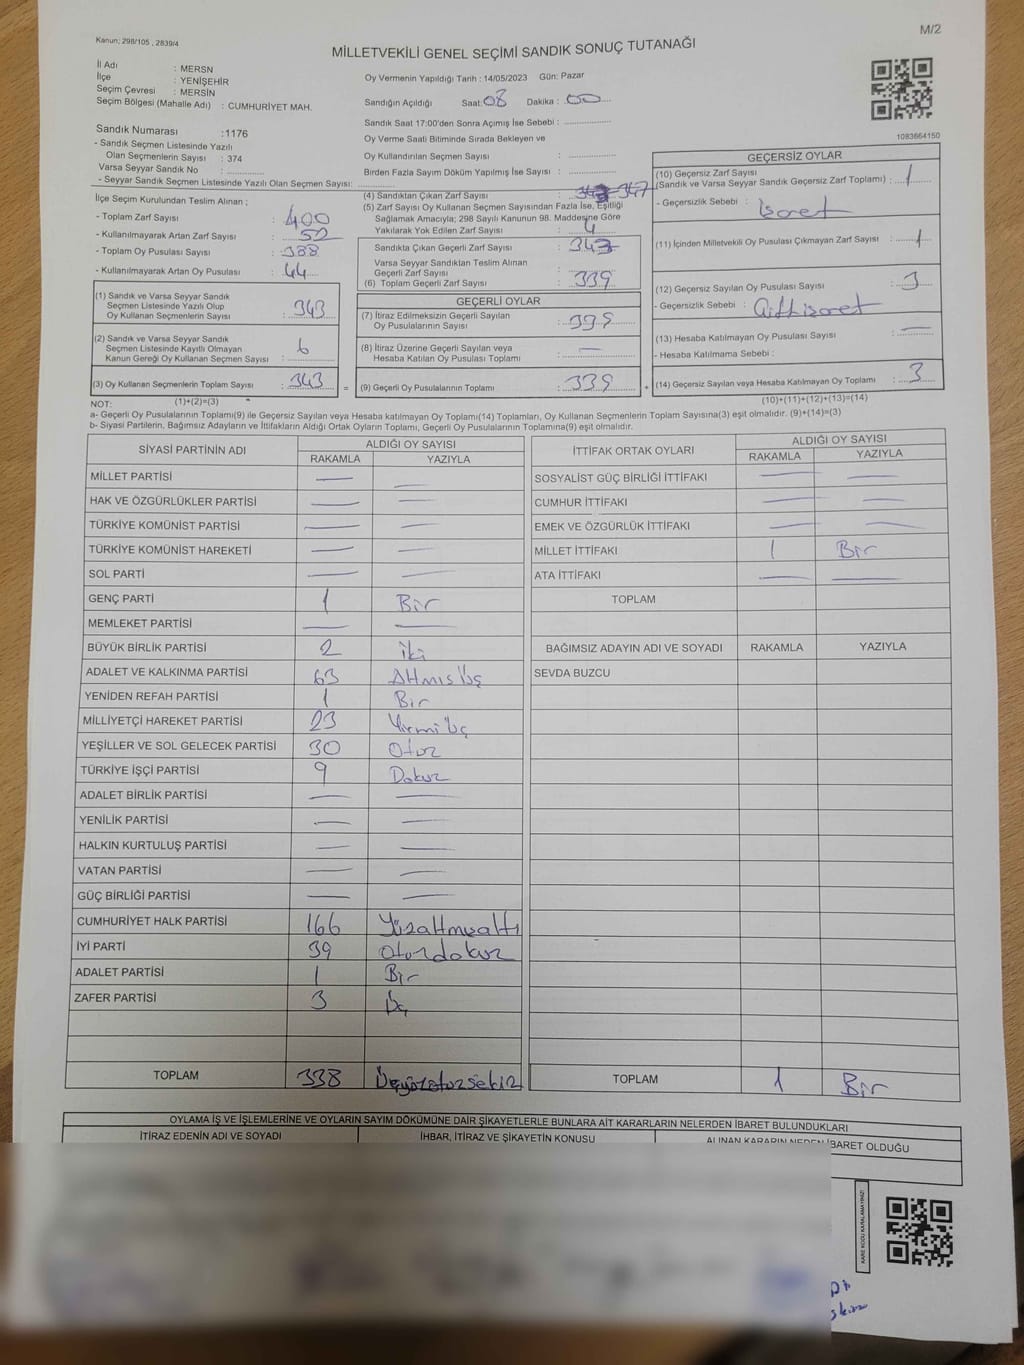 M/2
Kanun: 298/105 , 2839/4
MİLLETVEKİLİ GENEL SEÇİMİ SANDIK SONUÇ TUTANAĞI
İl Adı : MERSN
İlçe : YENİŞEHİR
Seçim Çevresi : MERSİN
Seçim Bölgesi (Mahalle Adı) : CUMHURİYET MAH.
Sandık Numarası :1176
- Sandık Seçmen Listesinde Yazılı
Olan Seçmenlerin Sayısı : 374
Varsa Seyyar Sandık No :
- Seyyar Sandık Seçmen Listesinde Yazılı Olan Seçmen Sayısı:
Oy Vermenin Yapıldığı Tarih : 14/05/2023 Gün: Pazar
Sandığın Açıldığı Saat: 08 Dakika : 00
Sandık Saat 17:00'den Sonra Açılmış İse Sebebi :
Oy Verme Saati Bitiminde Sırada Bekleyen ve
Oy Kullandırılan Seçmen Sayısı :
Birden Fazla Sayım Döküm Yapılmış İse Sayısı :
1083664150
İlçe Seçim Kurulundan Teslim Alınan ;
- Toplam Zarf Sayısı : 400
- Kullanılmayarak Artan Zarf Sayısı : 52
- Toplam Oy Pusulası : 388
- Kullanılmayarak Artan Oy Pusulası : 44
(1) Sandık ve Varsa Seyyar Sandık
Seçmen Listesinde Yazılı Olup
Oy Kullanan Seçmenlerin Sayısı : 343
(2) Sandık ve Varsa Seyyar Sandık
Seçmen Listesinde Kayıtlı Olmayan
Kanun Gereği Oy Kullanan Seçmen Sayısı : 6
(3) Oy Kullanan Seçmenlerin Toplam Sayısı : 343
(1)+(2)=(3)
(4) Sandıktan Çıkan Zarf Sayısı : 347
(5) Zarf Sayısı Oy Kullanan Seçmen Sayısından Fazla İse, Eşitliği
Sağlamak Amacıyla; 298 Sayılı Kanunun 98. Maddesine Göre
Yakılarak Yok Edilen Zarf Sayısı : 4
Sandıkta Çıkan Geçerli Zarf Sayısı : 343
Varsa Seyyar Sandıktan Teslim Alınan
Geçerli Zarf Sayısı :
(6) Toplam Geçerli Zarf Sayısı : 339
GEÇERLİ OYLAR
(7) İtiraz Edilmeksizin Geçerli Sayılan
Oy Pusulalarının Sayısı : 339
(8) İtiraz Üzerine Geçerli Sayılan veya
Hesaba Katılan Oy Pusulası Toplamı : —
= (9) Geçerli Oy Pusulalarının Toplamı : 339 +
GEÇERSİZ OYLAR
(10) Geçersiz Zarf Sayısı
(Sandık ve Varsa Seyyar Sandık Geçersiz Zarf Toplamı) : 1
- Geçersizlik Sebebi : İsaret
(11) İçinden Milletvekili Oy Pusulası Çıkmayan Zarf Sayısı : 1
(12) Geçersiz Sayılan Oy Pusulası Sayısı : 3
- Geçersizlik Sebebi : Çift isaret
(13) Hesaba Katılmayan Oy Pusulası Sayısı : —
- Hesaba Katılmama Sebebi :
(14) Geçersiz Sayılan veya Hesaba Katılmayan Oy Toplamı : 3
(10)+(11)+(12)+(13)=(14)
NOT:
a- Geçerli Oy Pusulalarının Toplamı(9) ile Geçersiz Sayılan veya Hesaba katılmayan Oy Toplamı(14) Toplamları, Oy Kullanan Seçmenlerin Toplam Sayısına(3) eşit olmalıdır. (9)+(14)=(3)
b- Siyasi Partilerin, Bağımsız Adayların ve İttifakların Aldığı Ortak Oyların Toplamı, Geçerli Oy Pusulalarının Toplamına(9) eşit olmalıdır.
SİYASİ PARTİNİN ADI ALDIĞI OY SAYISI
RAKAMLA YAZIYLA
MİLLET PARTİSİ — —
HAK VE ÖZGÜRLÜKLER PARTİSİ — —
TÜRKİYE KOMÜNİST PARTİSİ — —
TÜRKİYE KOMÜNİST HAREKETİ — —
SOL PARTİ — —
GENÇ PARTİ 1 Bir
MEMLEKET PARTİSİ — —
BÜYÜK BİRLİK PARTİSİ 2 iki
ADALET VE KALKINMA PARTİSİ 63 Altmıs üç
YENİDEN REFAH PARTİSİ 1 Bir
MİLLİYETÇİ HAREKET PARTİSİ 23 Yirmi üç
YEŞİLLER VE SOL GELECEK PARTİSİ 30 Otuz
TÜRKİYE İŞÇİ PARTİSİ 9 Dokuz
ADALET BİRLİK PARTİSİ — —
YENİLİK PARTİSİ — —
HALKIN KURTULUŞ PARTİSİ — —
VATAN PARTİSİ — —
GÜÇ BİRLİĞİ PARTİSİ — —
CUMHURİYET HALK PARTİSİ 166 Yüzaltmısaltı
İYİ PARTİ 39 Otuzdokuz
ADALET PARTİSİ 1 Bir
ZAFER PARTİSİ 3 Üç
TOPLAM 338 Üçyüzotuzsekiz
İTTİFAK ORTAK OYLARI ALDIĞI OY SAYISI
RAKAMLA YAZIYLA
SOSYALİST GÜÇ BİRLİĞİ İTTİFAKI — —
CUMHUR İTTİFAKI — —
EMEK VE ÖZGÜRLÜK İTTİFAKI — —
MİLLET İTTİFAKI 1 Bir
ATA İTTİFAKI — —
TOPLAM
BAĞIMSIZ ADAYIN ADI VE SOYADI RAKAMLA YAZIYLA
SEVDA BUZCU
TOPLAM 1 Bir
OYLAMA İŞ VE İŞLEMLERİNE VE OYLARIN SAYIM DÖKÜMÜNE DAİR ŞİKAYETLERLE BUNLARA AİT KARARLARIN NELERDEN İBARET BULUNDUKLARI
İTİRAZ EDENİN ADI VE SOYADI İHBAR, İTİRAZ VE ŞİKAYETİN KONUSU ALINAN KARARIN NEDEN İBARET OLDUĞU
KARE KODU KARALAMAYINIZ!